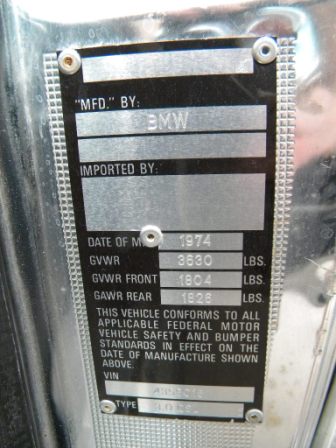 "MFD." BY:
BMW
IMPORTED BY:
DATE OF 1974
GVWR 3630 LBS.
GVWR FRONT 1804 LBS.
GAWR REAR 1826 LBS.
THIS VEHICLE CONFORMS TO ALL
APPLICABLE FEDERAL MOTOR
VEHICLE SAFETY AND BUMPER
STANDARDS IN EFFECT ON THE
DATE OF MANUFACTURE SHOWN
ABOVE.
VIN
TYPE